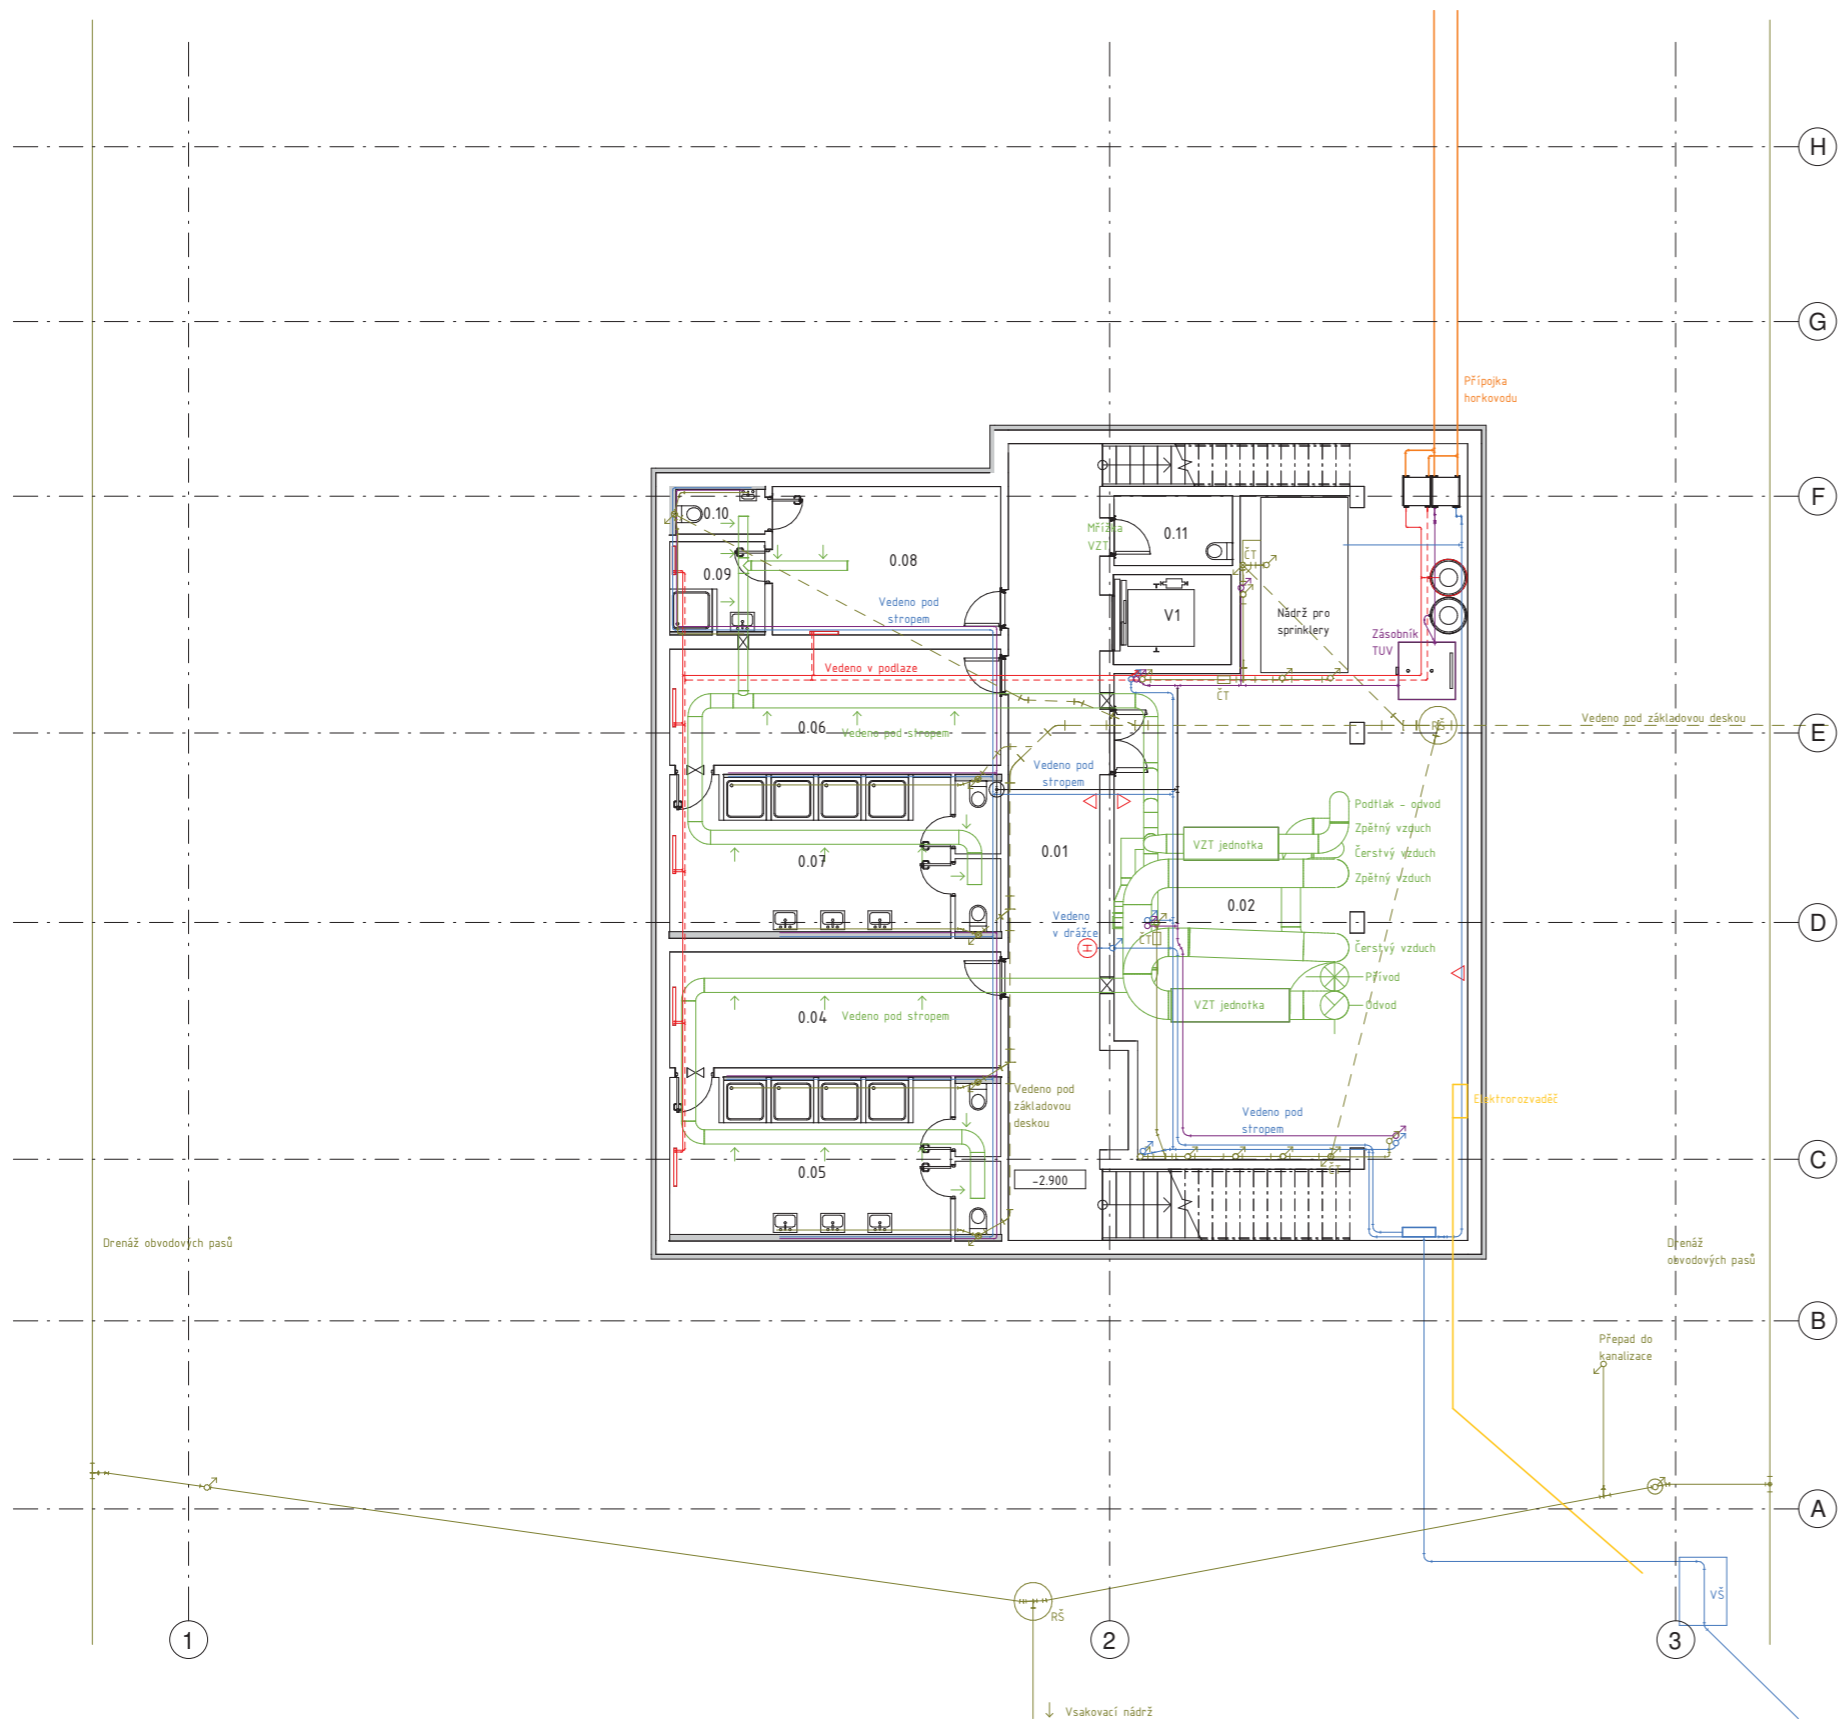 H
G
Přípojka
horkovodu
F
0.10
0.08
0.11
Mřížka
VZT
ČT
0.09
Vedeno pod
stropem
V1
Nádrž pro
sprinklery
Zásobník
TUV
Vedeno v podlaze
ČT
RŠ
Vedeno pod základovou deskou
E
0.06
Vedeno pod stropem
Vedeno pod
stropem
Podtlak - odvod
Zpětný vzduch
VZT jednotka
Čerstvý vzduch
0.01
0.07
Zpětný vzduch
0.02
Vedeno
v drážce
D
ČT
H
Čerstvý vzduch
Přívod
VZT jednotka
Odvod
0.04
Vedeno pod stropem
Vedeno pod
základovou
deskou
Elektrorozvaděč
Vedeno pod
stropem
C
ČT
0.05
-2.900
Drenáž obvodových pasů
Drenáž
obvodových pasů
B
Přepad do
kanalizace
A
VŠ
RŠ
1
2
3
Vsakovací nádrž